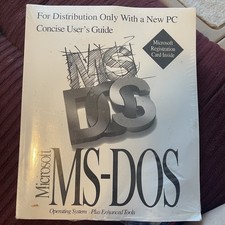 For Distribution Only With a New PC
Concise User's Guide
Microsoft
Registration
Card Inside
MS
DOS
Microsoft
MS-DOS
Operating System - Plus Enhanced Tools